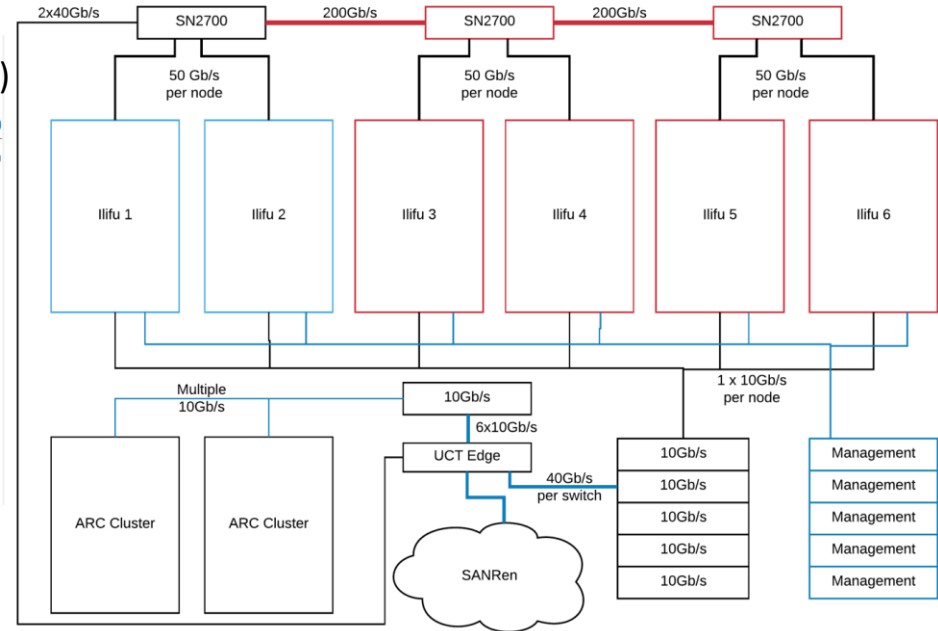 2x40Gb/s
SN2700
200Gb/s
SN2700
200Gb/s
SN2700
)
50 Gb/s
per node
50 Gb/s
per node
50 Gb/s
per node
Ilifu 1
Ilifu 2
Ilifu 3
Ilifu 4
Ilifu 5
Ilifu 6
Multiple
10Gb/s
10Gb/s
1 x 10Gb/s
per node
6x10Gb/s
UCT Edge
40Gb/s
per switch
10Gb/s
10Gb/s
10Gb/s
10Gb/s
10Gb/s
Management
Management
Management
Management
Management
ARC Cluster
ARC Cluster
SANRen